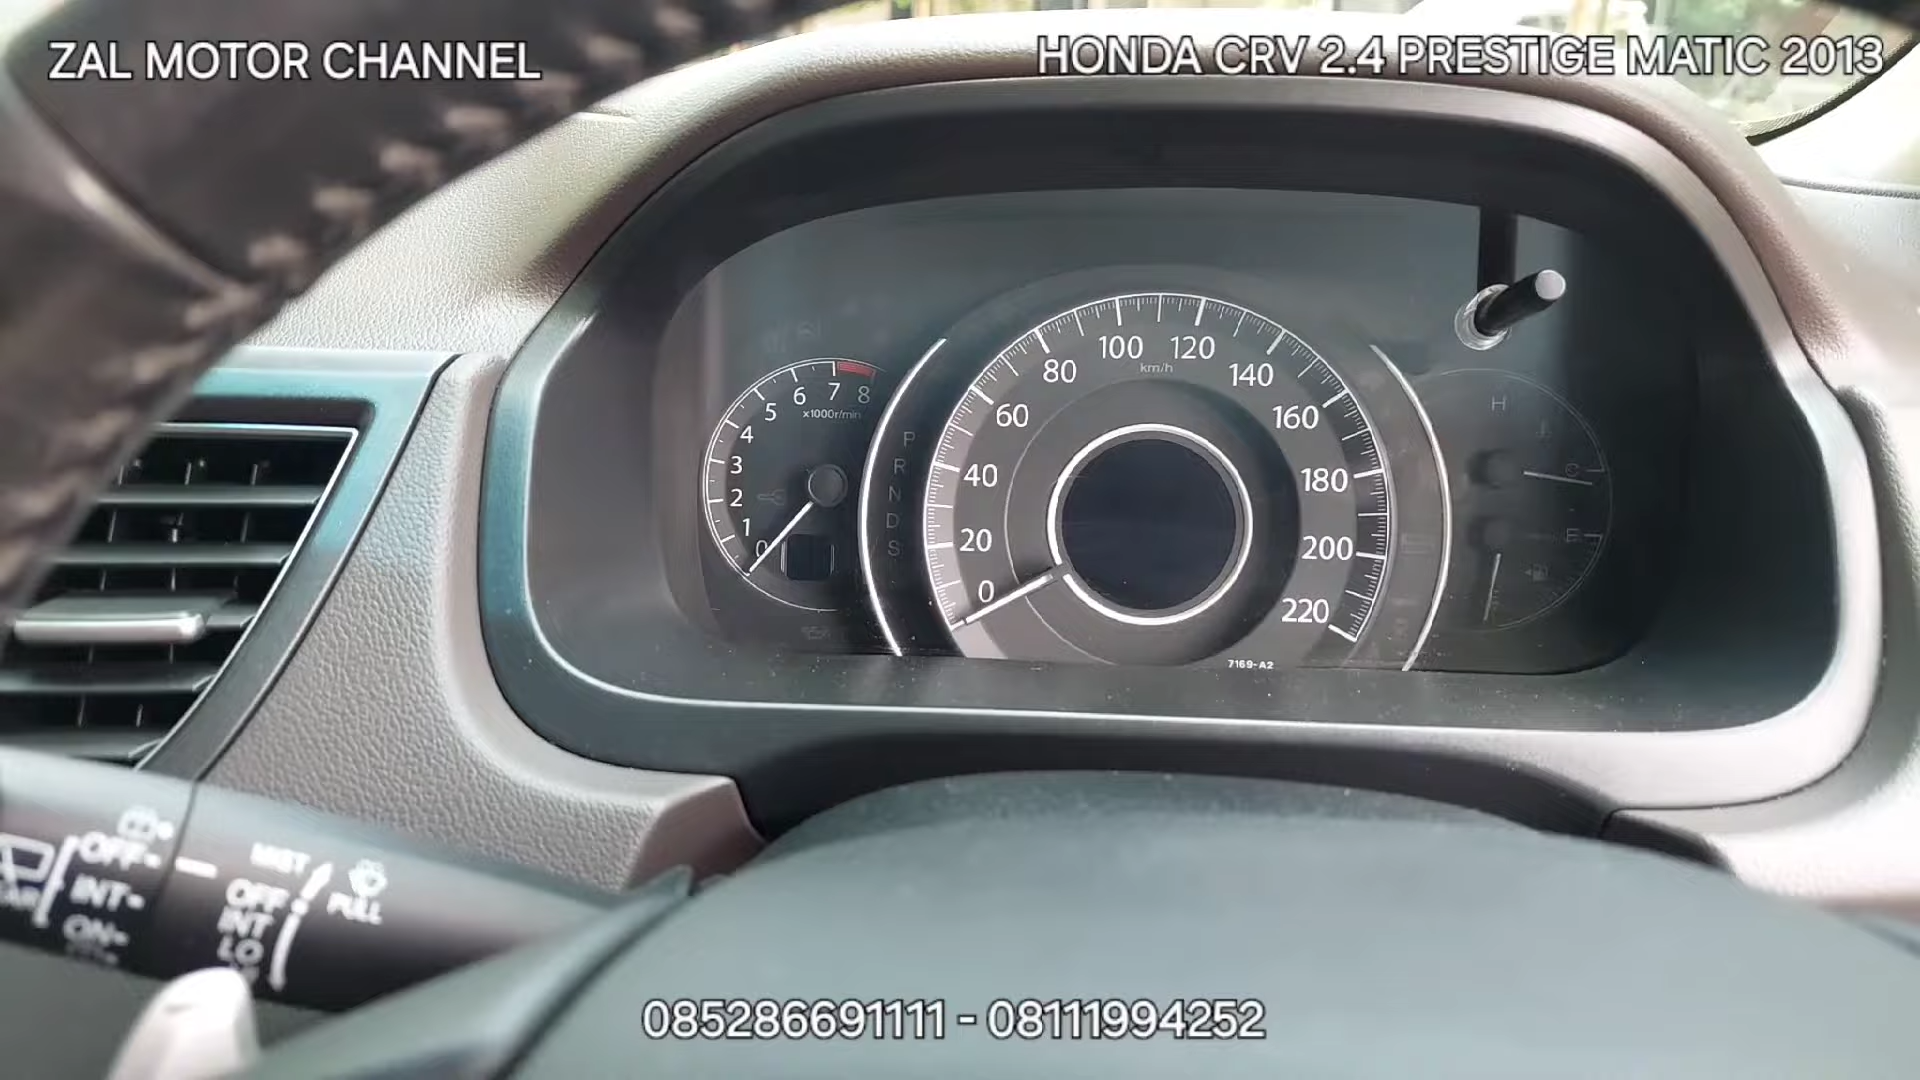 ZAL MOTOR CHANNEL
HONDA CRV 2.4 PRESTIGE MATIC 2013
0 1 2 3 4 5 6 7 8
x1000r/min
P
R
N
D
S
0 20 40 60 80 100 120 140 160 180 200 220
km/h
7169-A2
H
C
E
OFF-
INT-
ON-
MIST
OFF
INT
LO
PULL
085286691111 - 08111994252